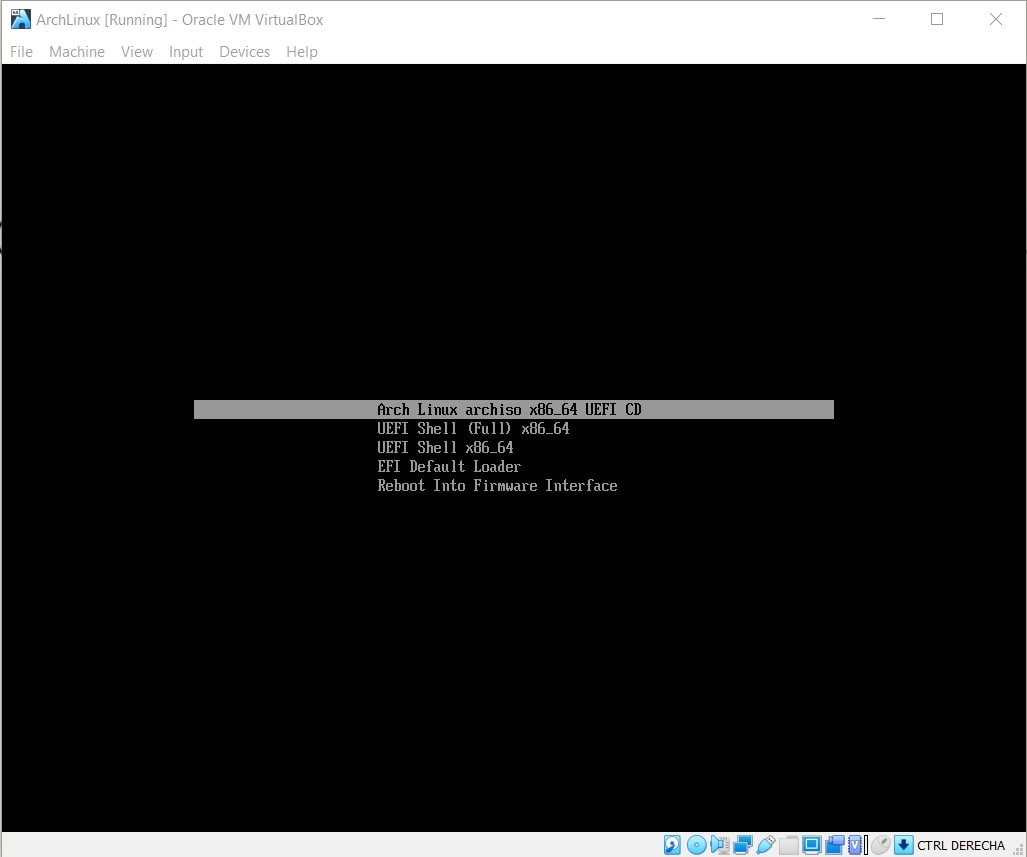 ArchLinux [Running] - Oracle VM VirtualBox
File Machine View Input Devices Help
Arch Linux archiso x86_64 UEFI CD
UEFI Shell (Full) x86_64
UEFI Shell x86_64
EFI Default Loader
Reboot Into Firmware Interface
CTRL DERECHA